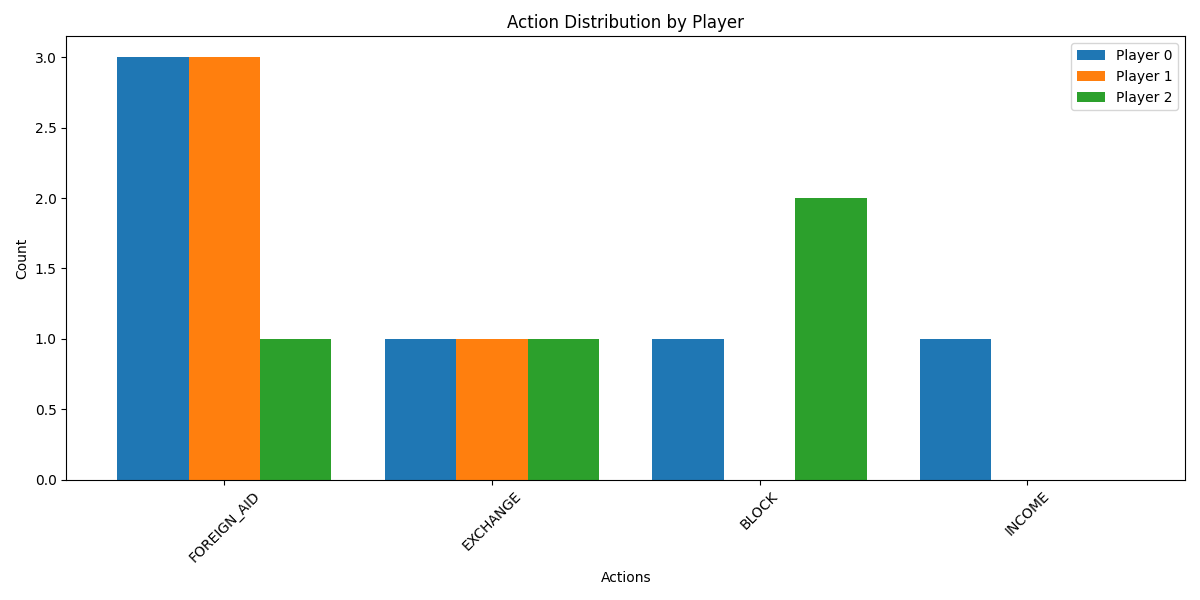 Action Distribution by Player
Player 0
Player 1
Player 2
Count
3.0
2.5
2.0
1.5
1.0
0.5
0.0
FOREIGN_AID
EXCHANGE
BLOCK
INCOME
Actions